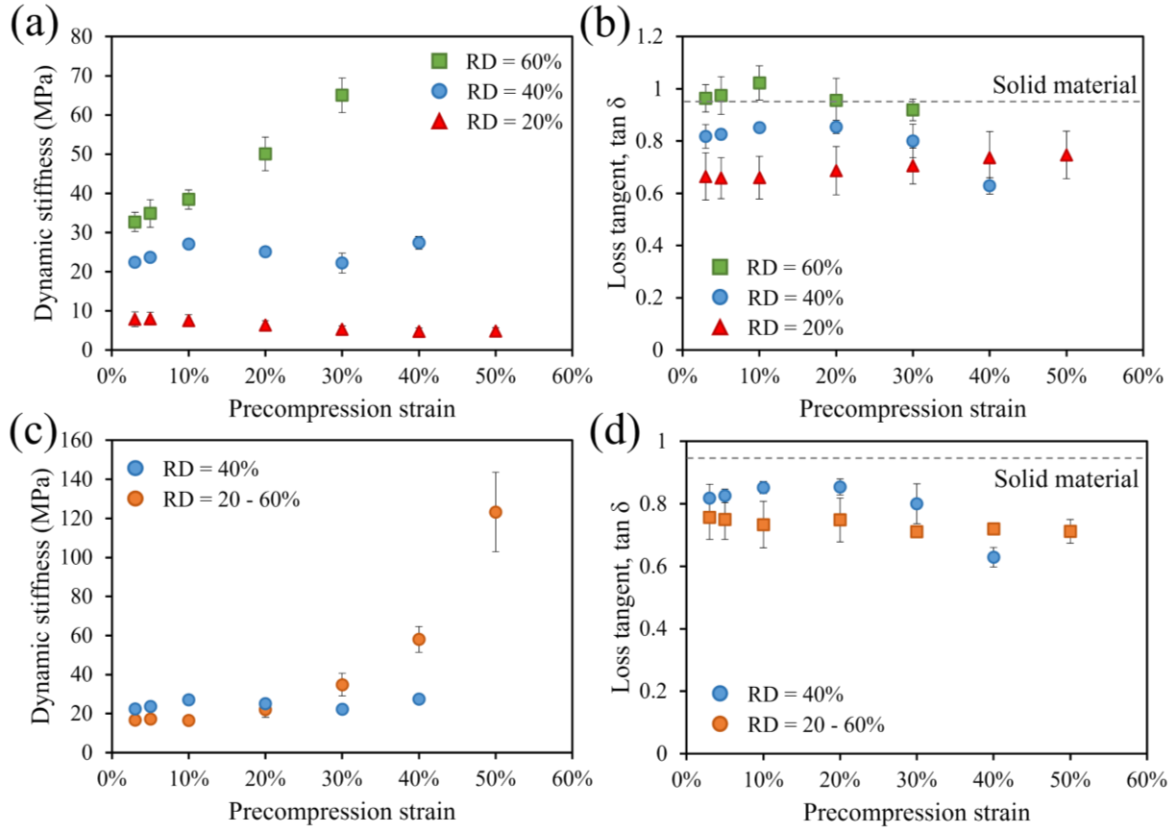 (a)
Dynamic stiffness (MPa)
80
70
60
50
40
30
20
10
0
RD = 60%
RD = 40%
RD = 20%
0% 10% 20% 30% 40% 50% 60%
Precompression strain
(b)
Loss tangent, tan δ
1.2
1
0.8
0.6
0.4
0.2
0
Solid material
RD = 60%
RD = 40%
RD = 20%
0% 10% 20% 30% 40% 50% 60%
Precompression strain
(c)
Dynamic stiffness (MPa)
160
140
120
100
80
60
40
20
0
RD = 40%
RD = 20 - 60%
0% 10% 20% 30% 40% 50% 60%
Precompression strain
(d)
Loss tangent, tan δ
1
0.8
0.6
0.4
0.2
0
Solid material
RD = 40%
RD = 20 - 60%
0% 10% 20% 30% 40% 50% 60%
Precompression strain